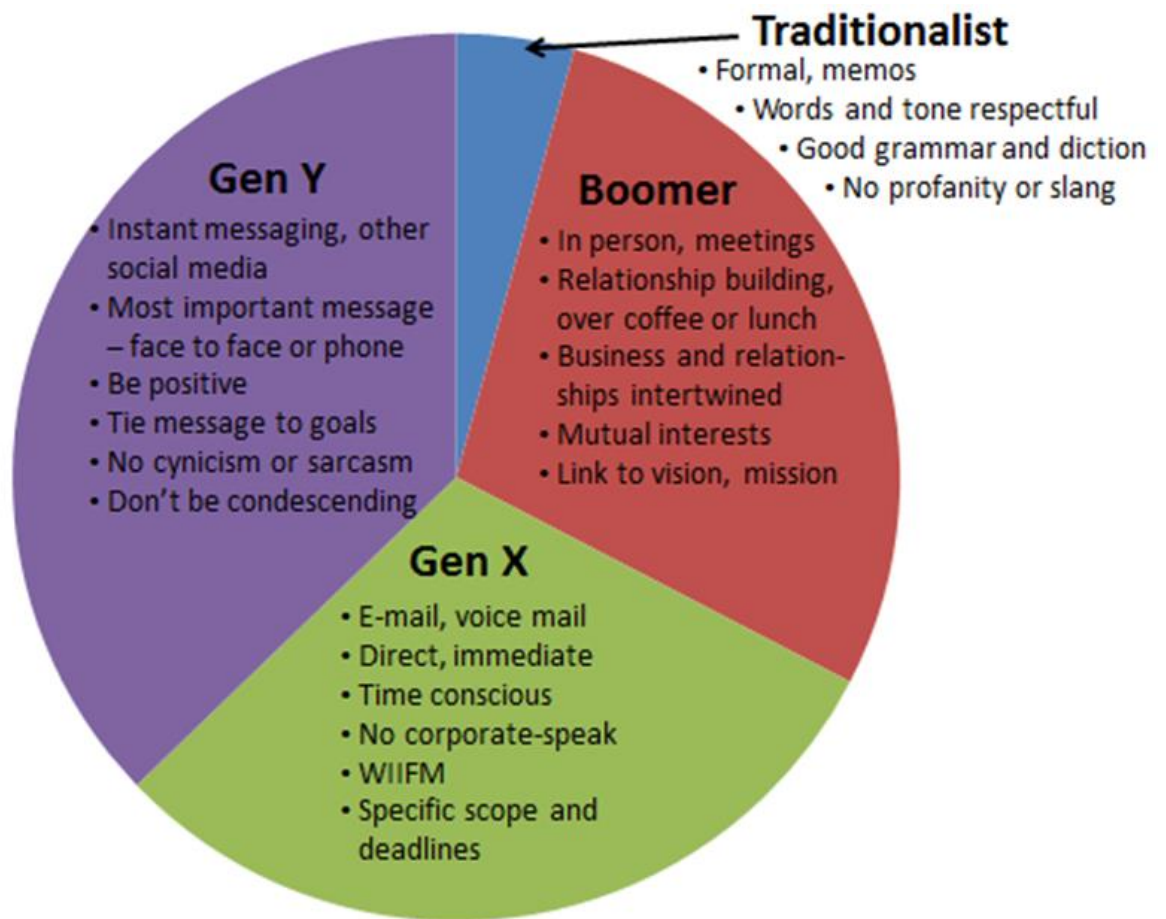 Traditionalist
• Formal, memos
• Words and tone respectful
• Good grammar and diction
• No profanity or slang
Boomer
• In person, meetings
• Relationship building,
over coffee or lunch
• Business and relation-
ships intertwined
• Mutual interests
• Link to vision, mission
Gen X
• E-mail, voice mail
• Direct, immediate
• Time conscious
• No corporate-speak
• WIIFM
• Specific scope and
deadlines
Gen Y
• Instant messaging, other
social media
• Most important message
– face to face or phone
• Be positive
• Tie message to goals
• No cynicism or sarcasm
• Don’t be condescending